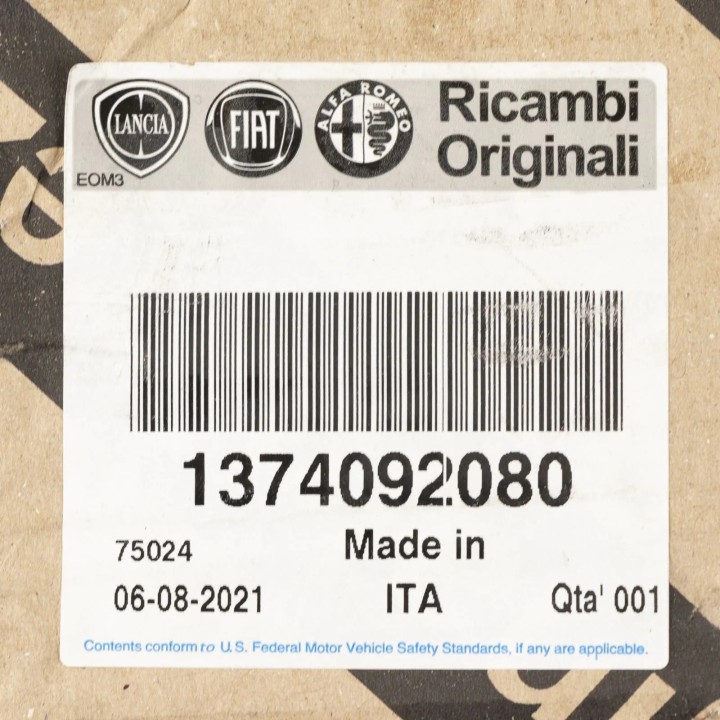 LANCIA FIAT ALFA ROMEO Ricambi
Originali
EOM3
1374092080
75024 Made in
06-08-2021 ITA Qta' 001
Contents conform to U.S. Federal Motor Vehicle Safety Standards, if any are applicable.